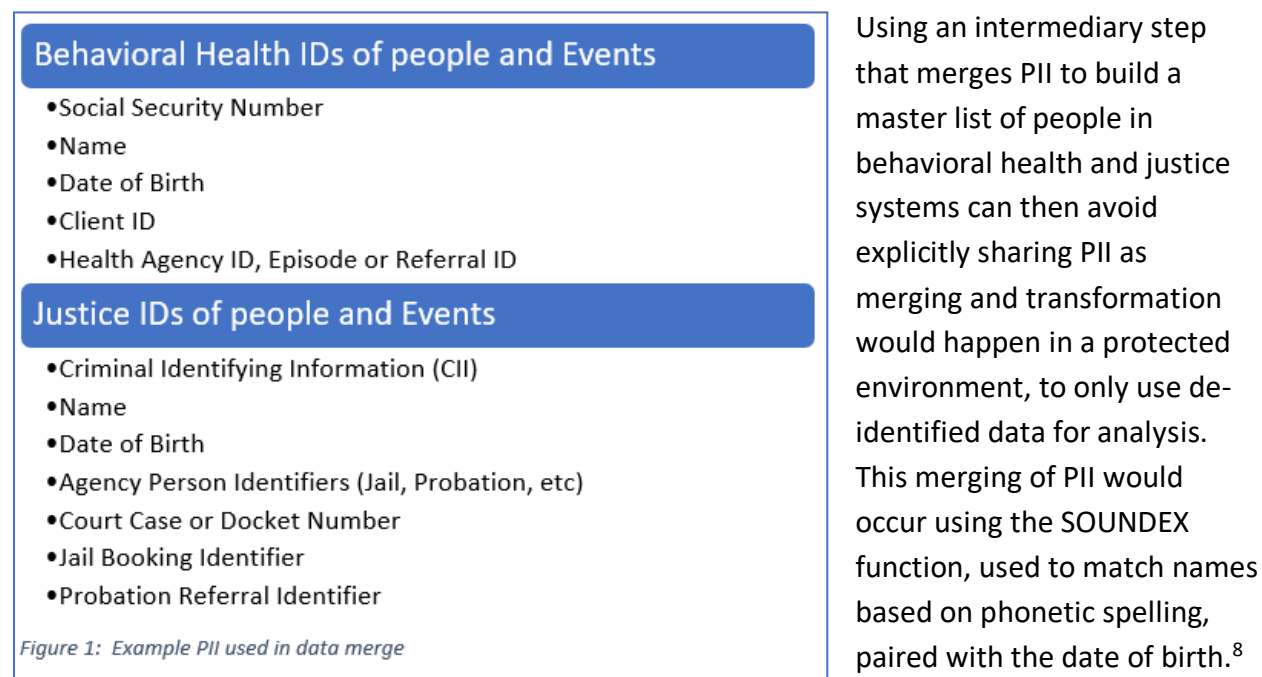 Behavioral Health IDs of people and Events
•Social Security Number
•Name
•Date of Birth
•Client ID
•Health Agency ID, Episode or Referral ID
Justice IDs of people and Events
•Criminal Identifying Information (CII)
•Name
•Date of Birth
•Agency Person Identifiers (Jail, Probation, etc)
•Court Case or Docket Number
•Jail Booking Identifier
•Probation Referral Identifier
Figure 1: Example PII used in data merge
Using an intermediary step
that merges PII to build a
master list of people in
behavioral health and justice
systems can then avoid
explicitly sharing PII as
merging and transformation
would happen in a protected
environment, to only use de-
identified data for analysis.
This merging of PII would
occur using the SOUNDEX
function, used to match names
based on phonetic spelling,
paired with the date of birth.⁸